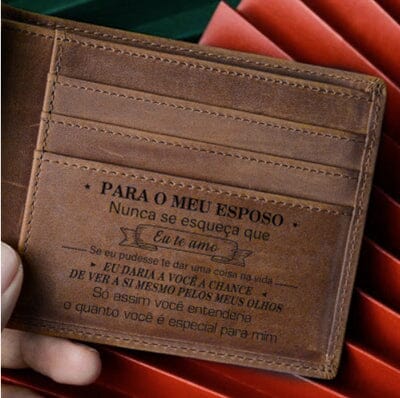 PARA O MEU ESPOSO
Nunca se esqueça que
Eu te amo
Se eu pudesse te dar uma coisa na vida
EU DARIA A VOCÊ A CHANCE
DE VER A SI MESMO PELOS MEUS OLHOS
Só assim você entenderia
o quanto você é especial para mim